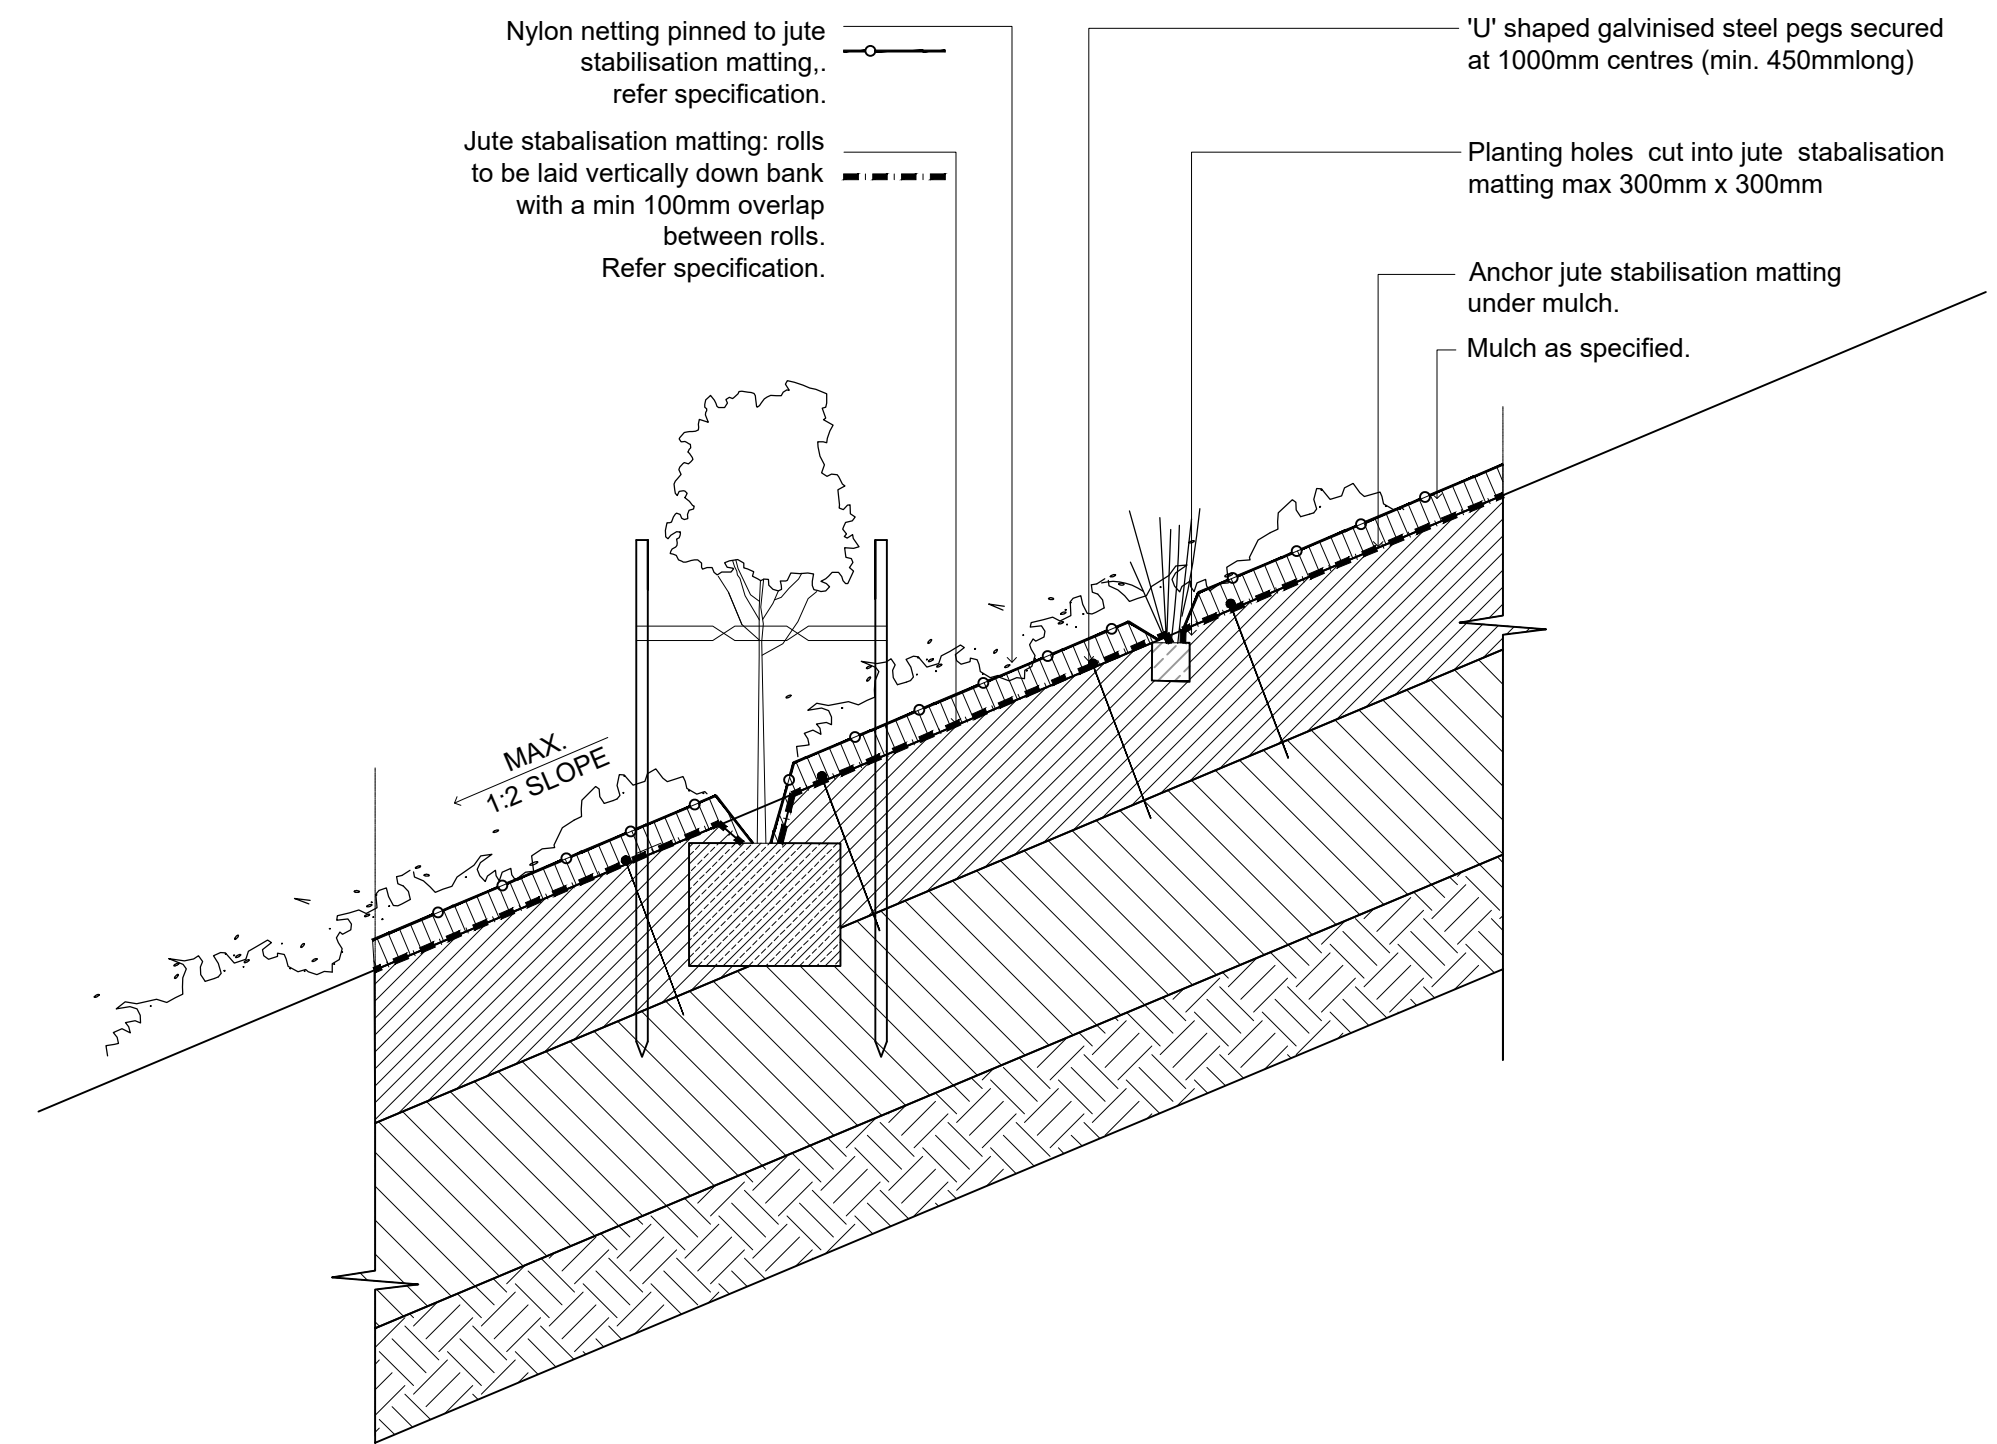 Nylon netting pinned to jute
stabilisation matting,.
refer specification.
Jute stabalisation matting: rolls
to be laid vertically down bank
with a min 100mm overlap
between rolls.
Refer specification.
'U' shaped galvinised steel pegs secured
at 1000mm centres (min. 450mmlong)
Planting holes  cut into jute  stabalisation
matting max 300mm x 300mm
Anchor jute stabilisation matting
under mulch.
Mulch as specified.
MAX.
1:2 SLOPE